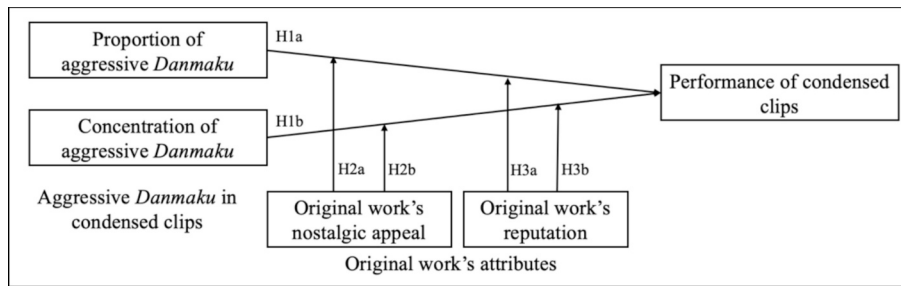 Proportion of
aggressive Danmaku
H1a
Performance of condensed
clips
Concentration of
aggressive Danmaku
H1b
H2a
H2b
H3a
H3b
Aggressive Danmaku in
condensed clips
Original work's
nostalgic appeal
Original work's
reputation
Original work's attributes